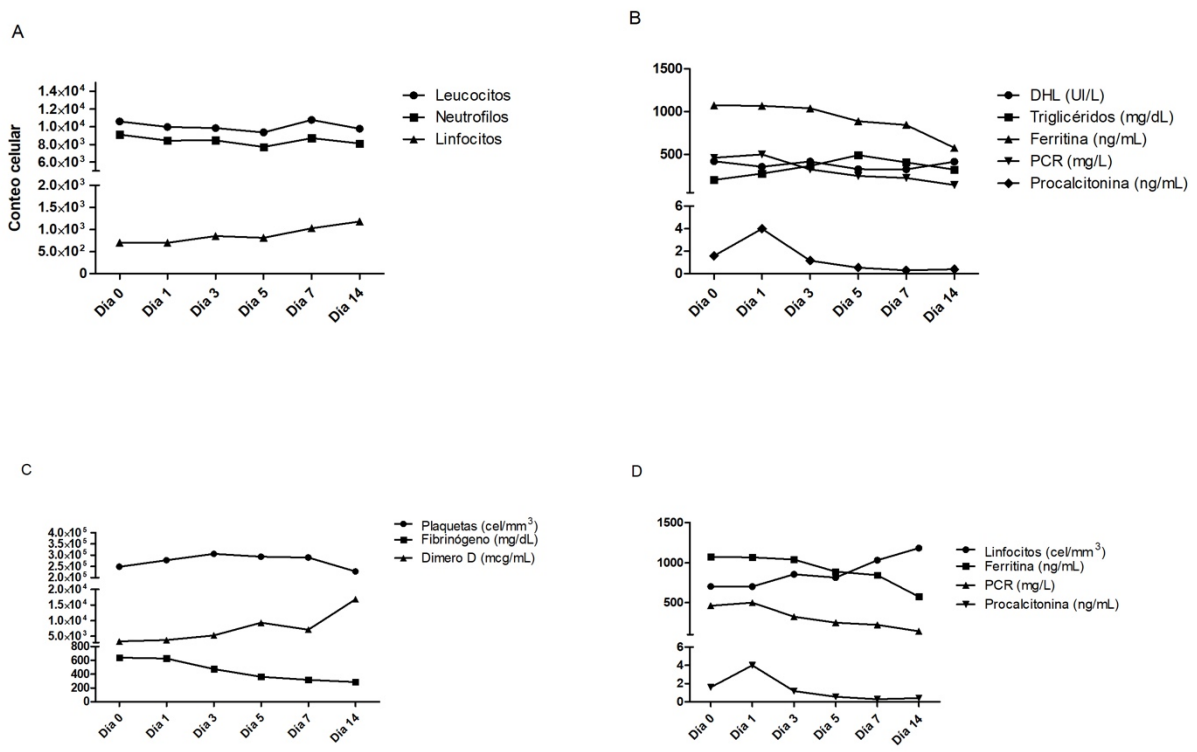 A
Conteo celular
1.4×10⁴
1.2×10⁴
1.0×10⁴
8.0×10³
6.0×10³
2.0×10³
1.5×10³
1.0×10³
5.0×10²
0
Dia 0
Dia 1
Dia 3
Dia 5
Dia 7
Dia 14
Leucocitos
Neutrofilos
Linfocitos
B
1500
1000
500
6
4
2
0
Dia 0
Dia 1
Dia 3
Dia 5
Dia 7
Dia 14
DHL (UI/L)
Triglicéridos (mg/dL)
Ferritina (ng/mL)
PCR (mg/L)
Procalcitonina (ng/mL)
C
4.0×10⁵
3.5×10⁵
3.0×10⁵
2.5×10⁵
2.0×10⁵
2.0×10⁴
1.5×10⁴
1.0×10⁴
5.0×10³
800
600
400
200
0
Dia 0
Dia 1
Dia 3
Dia 5
Dia 7
Dia 14
Plaquetas (cel/mm³)
Fibrinógeno (mg/dL)
Dimero D (mcg/mL)
D
1500
1000
500
6
4
2
0
Dia 0
Dia 1
Dia 3
Dia 5
Dia 7
Dia 14
Linfocitos (cel/mm³)
Ferritina (ng/mL)
PCR (mg/L)
Procalcitonina (ng/mL)